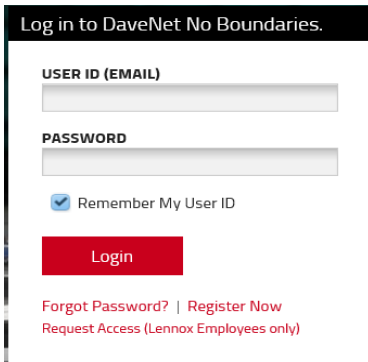 Log in to DaveNet No Boundaries.
USER ID (EMAIL)
PASSWORD
Remember My User ID
Login
Forgot Password? | Register Now
Request Access (Lennox Employees only)